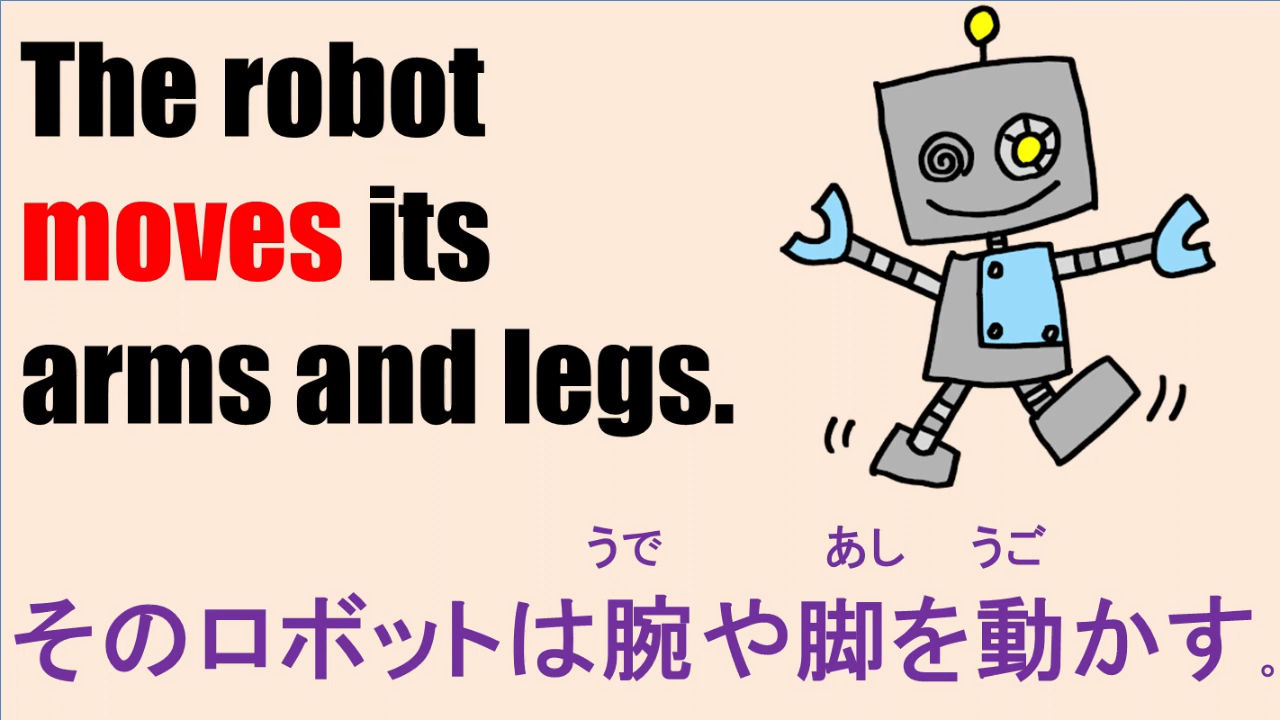 The robot
moves its
arms and legs.
うで あし うご
そのロボットは腕や脚を動かす。